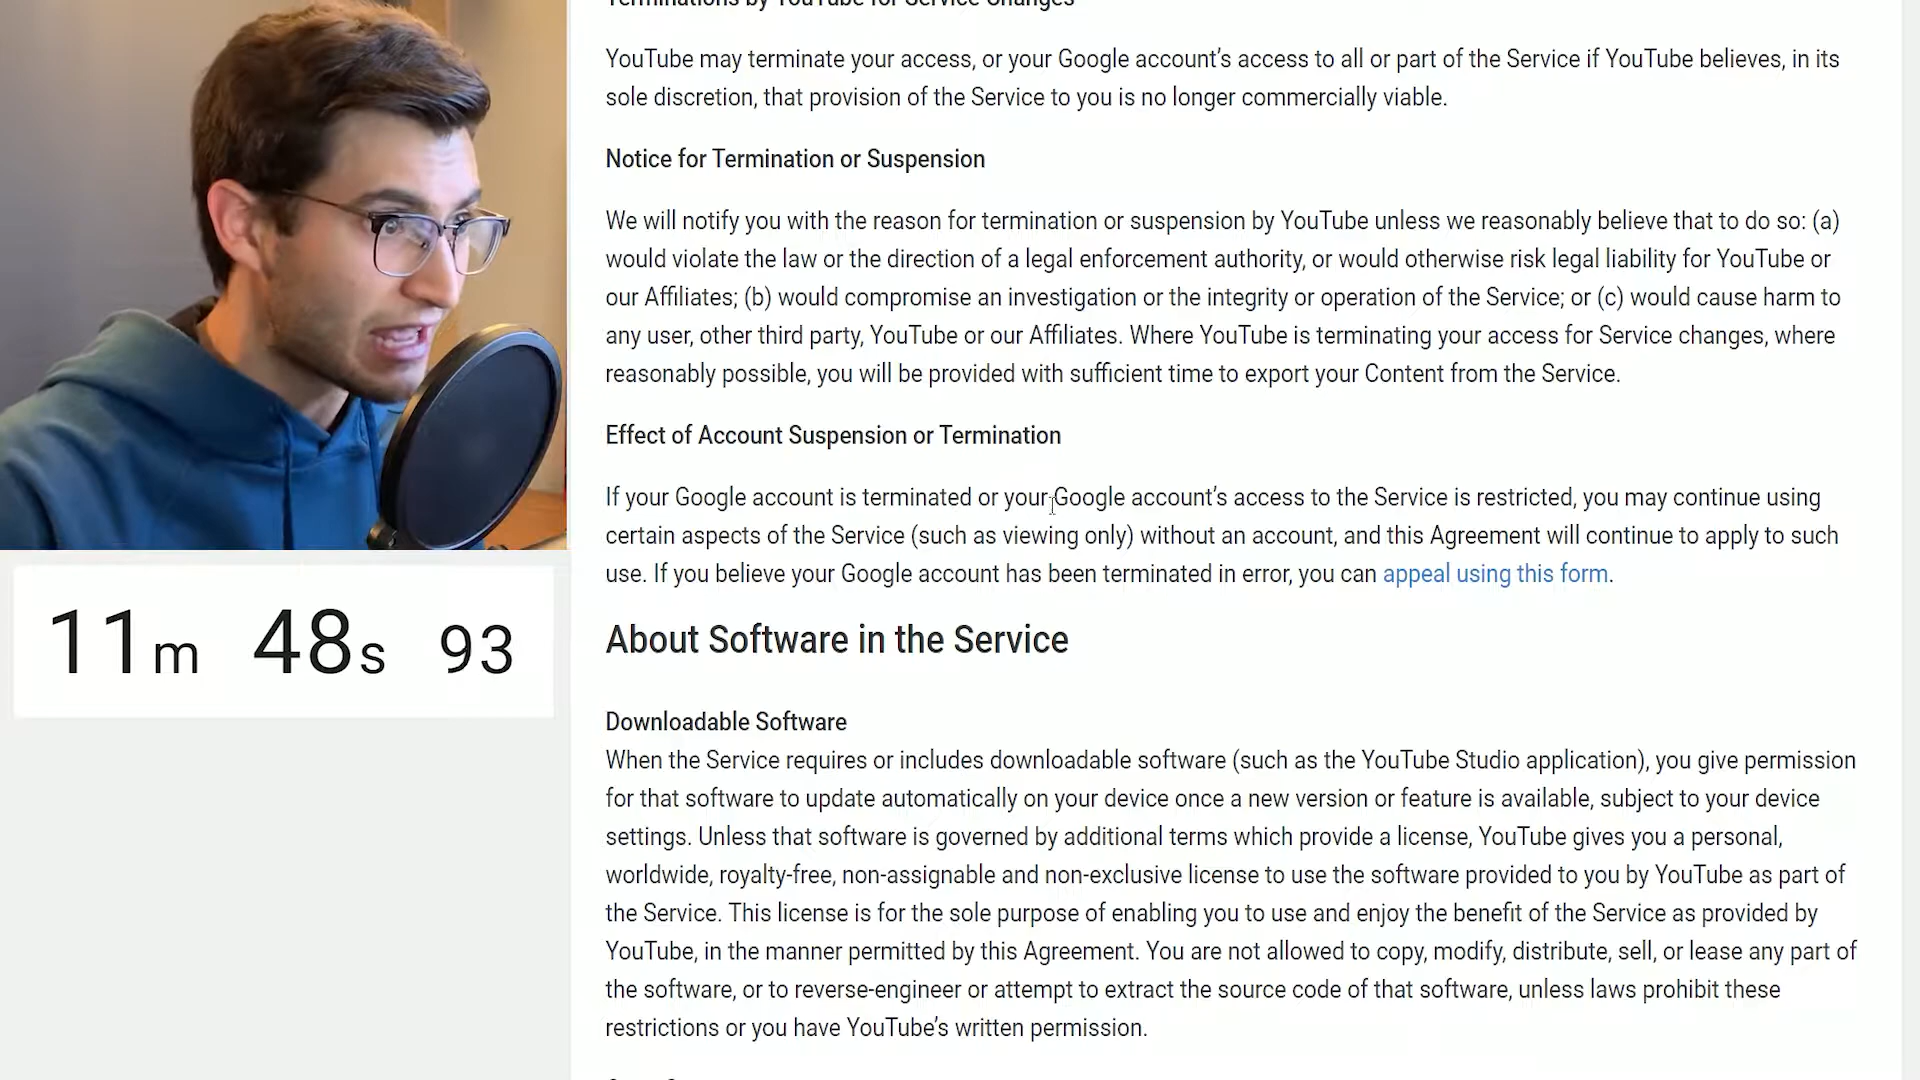 Terminations by YouTube for Service Changes
YouTube may terminate your access, or your Google account’s access to all or part of the Service if YouTube believes, in its
sole discretion, that provision of the Service to you is no longer commercially viable.
Notice for Termination or Suspension
We will notify you with the reason for termination or suspension by YouTube unless we reasonably believe that to do so: (a)
would violate the law or the direction of a legal enforcement authority, or would otherwise risk legal liability for YouTube or
our Affiliates; (b) would compromise an investigation or the integrity or operation of the Service; or (c) would cause harm to
any user, other third party, YouTube or our Affiliates. Where YouTube is terminating your access for Service changes, where
reasonably possible, you will be provided with sufficient time to export your Content from the Service.
Effect of Account Suspension or Termination
If your Google account is terminated or your Google account’s access to the Service is restricted, you may continue using
certain aspects of the Service (such as viewing only) without an account, and this Agreement will continue to apply to such
use. If you believe your Google account has been terminated in error, you can appeal using this form.
About Software in the Service
Downloadable Software
When the Service requires or includes downloadable software (such as the YouTube Studio application), you give permission
for that software to update automatically on your device once a new version or feature is available, subject to your device
settings. Unless that software is governed by additional terms which provide a license, YouTube gives you a personal,
worldwide, royalty-free, non-assignable and non-exclusive license to use the software provided to you by YouTube as part of
the Service. This license is for the sole purpose of enabling you to use and enjoy the benefit of the Service as provided by
YouTube, in the manner permitted by this Agreement. You are not allowed to copy, modify, distribute, sell, or lease any part of
the software, or to reverse-engineer or attempt to extract the source code of that software, unless laws prohibit these
restrictions or you have YouTube’s written permission.
11m 48s 93